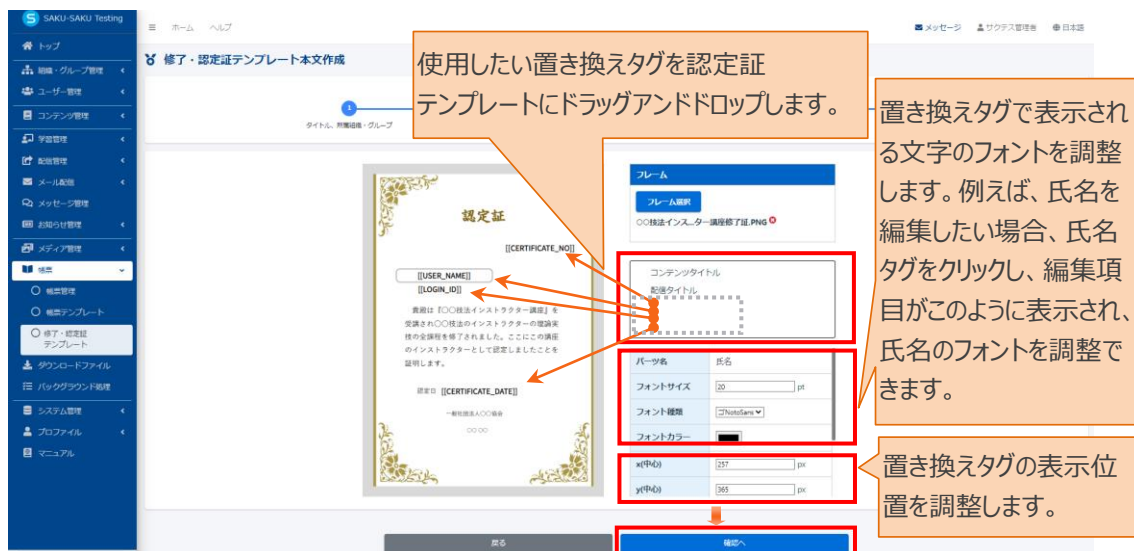 SAKU-SAKU Testing
ホーム ヘルプ
メッセージ サクテス管理者 日本語
トップ
組織・グループ管理
ユーザー管理
コンテンツ管理
学習管理
配信管理
メール配信
メッセージ管理
お知らせ管理
メディア管理
帳票
帳票管理
帳票テンプレート
修了・認定証
テンプレート
ダウンロードファイル
バックグラウンド処理
システム管理
プロファイル
マニュアル
修了・認定証テンプレート本文作成
1
タイトル、所属組織・グループ
使用したい置き換えタグを認定証
テンプレートにドラッグアンドドロップします。
認定証
[[CERTIFICATE_NO]]
[[USER_NAME]]
[[LOGIN_ID]]
貴殿は『〇〇技法インストラクター講座』を
受講され〇〇技法のインストラクターの理論実
技の全課程を修了されました。ここにこの講座
のインストラクターとして認定しましたことを
証明します。
認定日 [[CERTIFICATE_DATE]]
一般社団法人〇〇協会
〇〇 〇〇
フレーム
フレーム選択
〇〇技法インス...ター講座修了証.PNG
コンテンツタイトル
配信タイトル
パーツ名 氏名
フォントサイズ 20 pt
フォント種類 ゴNotoSans
フォントカラー
x(中心) 257 px
y(中心) 365 px
戻る
確認へ
置き換えタグで表示され
る文字のフォントを調整
します。例えば、氏名を
編集したい場合、氏名
タグをクリックし、編集項
目がこのように表示され、
氏名のフォントを調整で
きます。
置き換えタグの表示位
置を調整します。